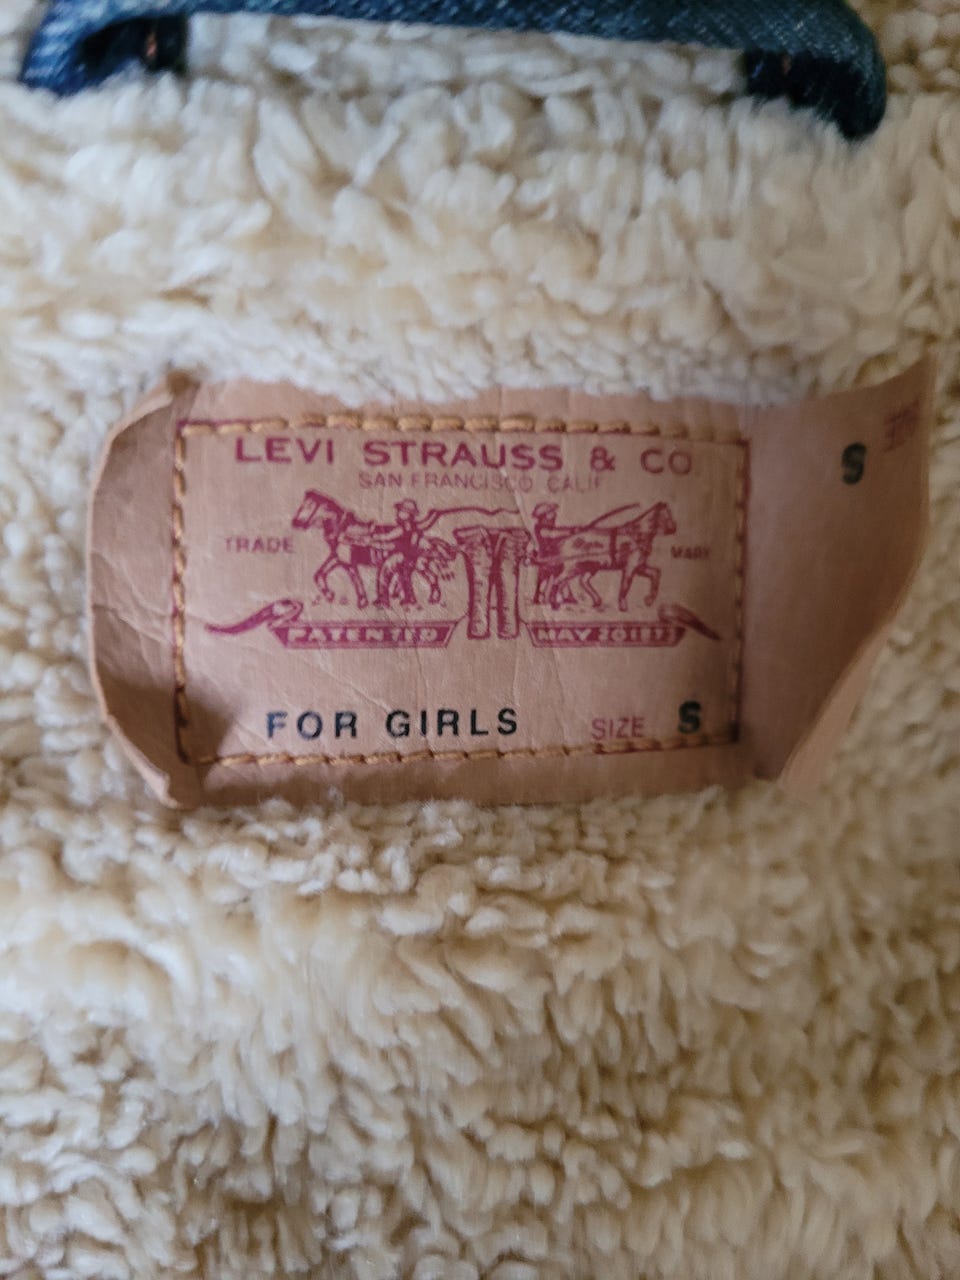 LEVI STRAUSS & CO
SAN FRANCISCO CALIF
TRADE MARK
PATENTED MAY 20 1873
FOR GIRLS SIZE S
S